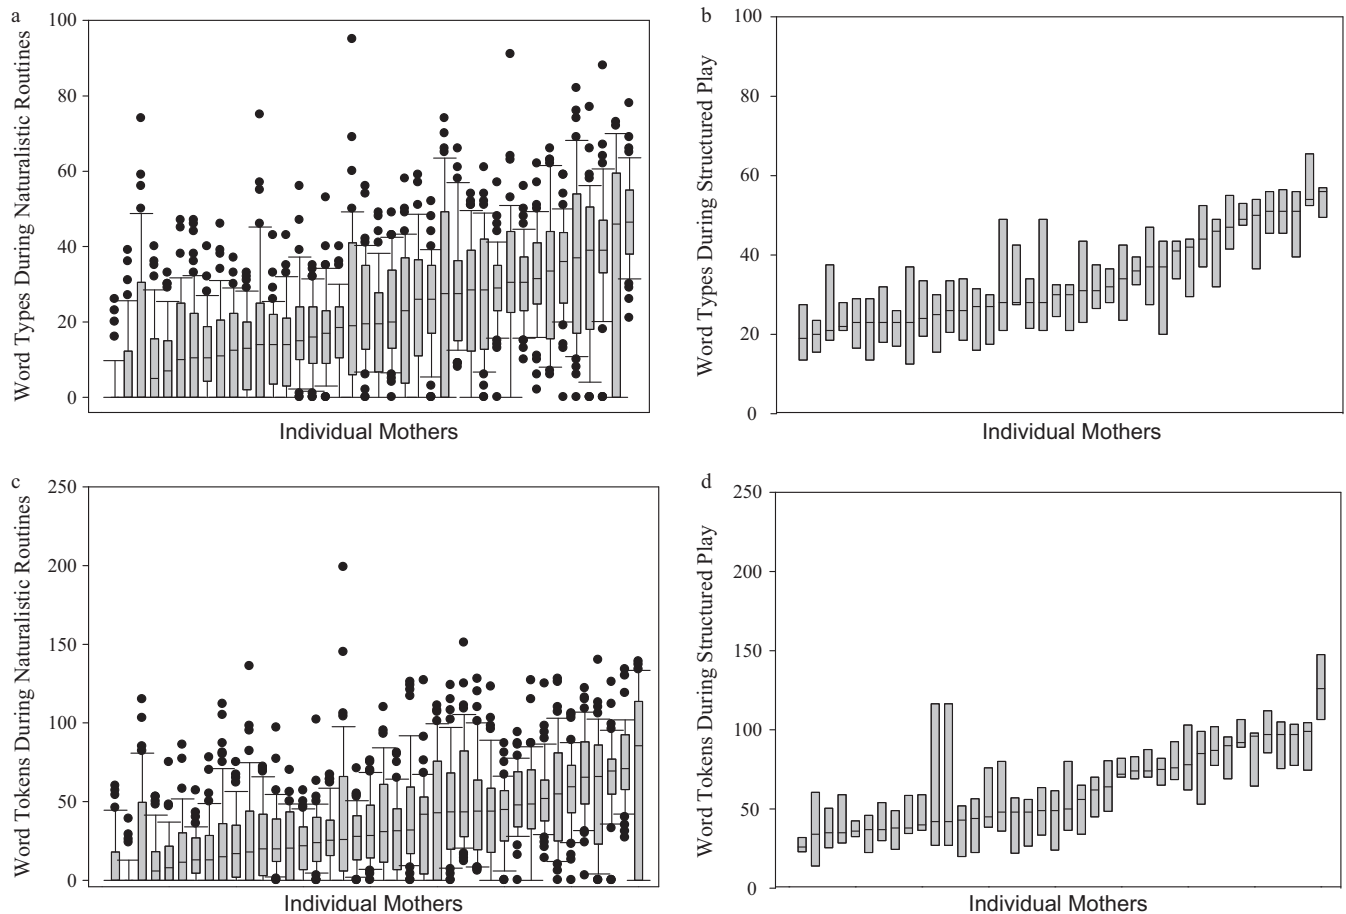 a
Word Types During Naturalistic Routines
100
80
60
40
20
0
Individual Mothers
b
Word Types During Structured Play
100
80
60
40
20
0
Individual Mothers
c
Word Tokens During Naturalistic Routines
250
200
150
100
50
0
Individual Mothers
d
Word Tokens During Structured Play
250
200
150
100
50
0
Individual Mothers